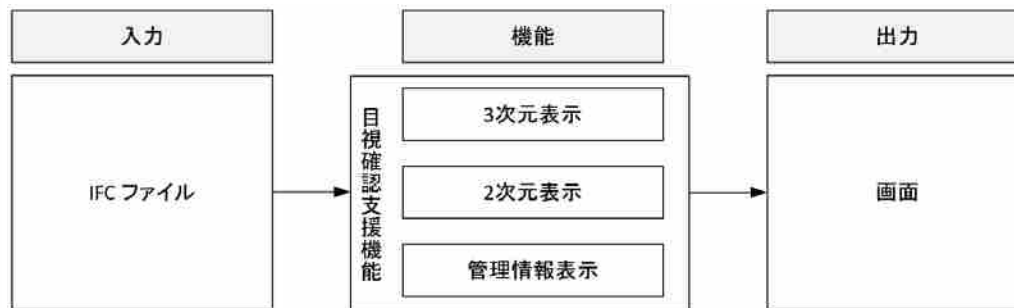 入力
機能
出力
IFC ファイル
目視確認支援機能
3次元表示
2次元表示
管理情報表示
画面